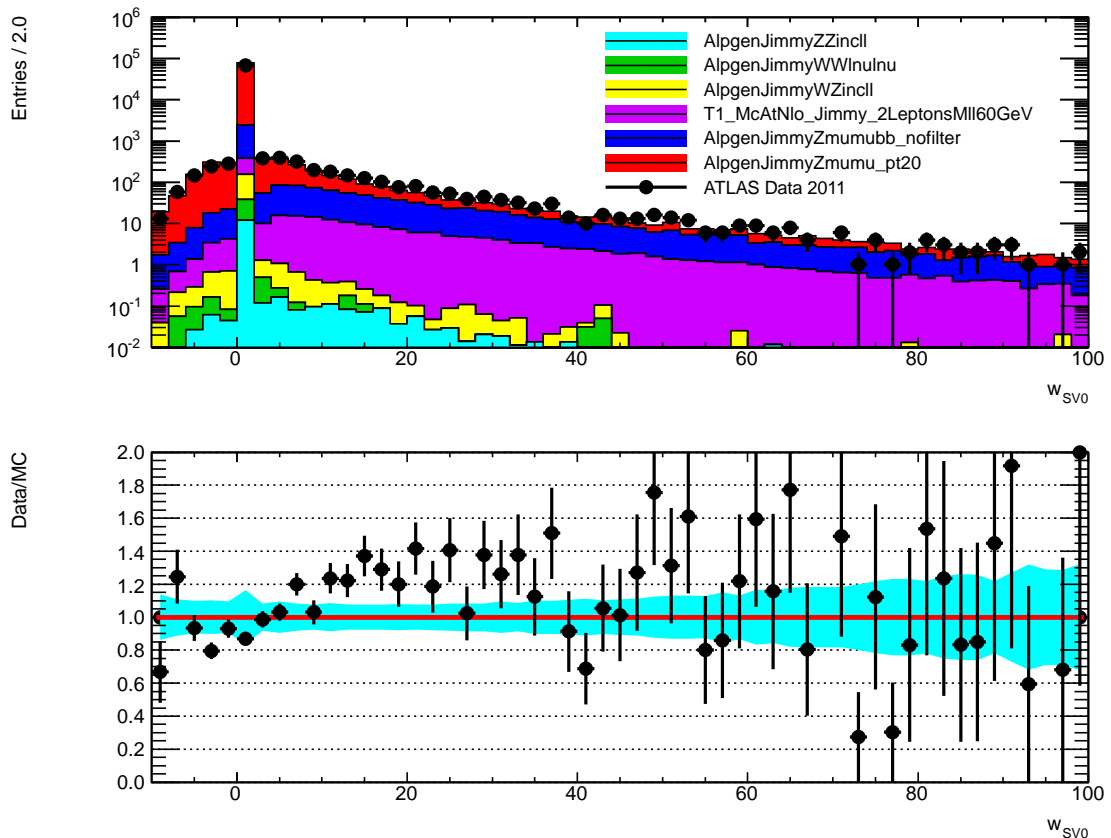 Entries / 2.0
10^6
10^5
10^4
10^3
10^2
10
1
10^-1
10^-2
AlpgenJimmyZZincll
AlpgenJimmyWWlnulnu
AlpgenJimmyWZincll
T1_McAtNlo_Jimmy_2LeptonsMll60GeV
AlpgenJimmyZmumubb_nofilter
AlpgenJimmyZmumu_pt20
ATLAS Data 2011
0 20 40 60 80 100
w_SV0
Data/MC
2.0
1.8
1.6
1.4
1.2
1.0
0.8
0.6
0.4
0.2
0.0
0 20 40 60 80 100
w_SV0